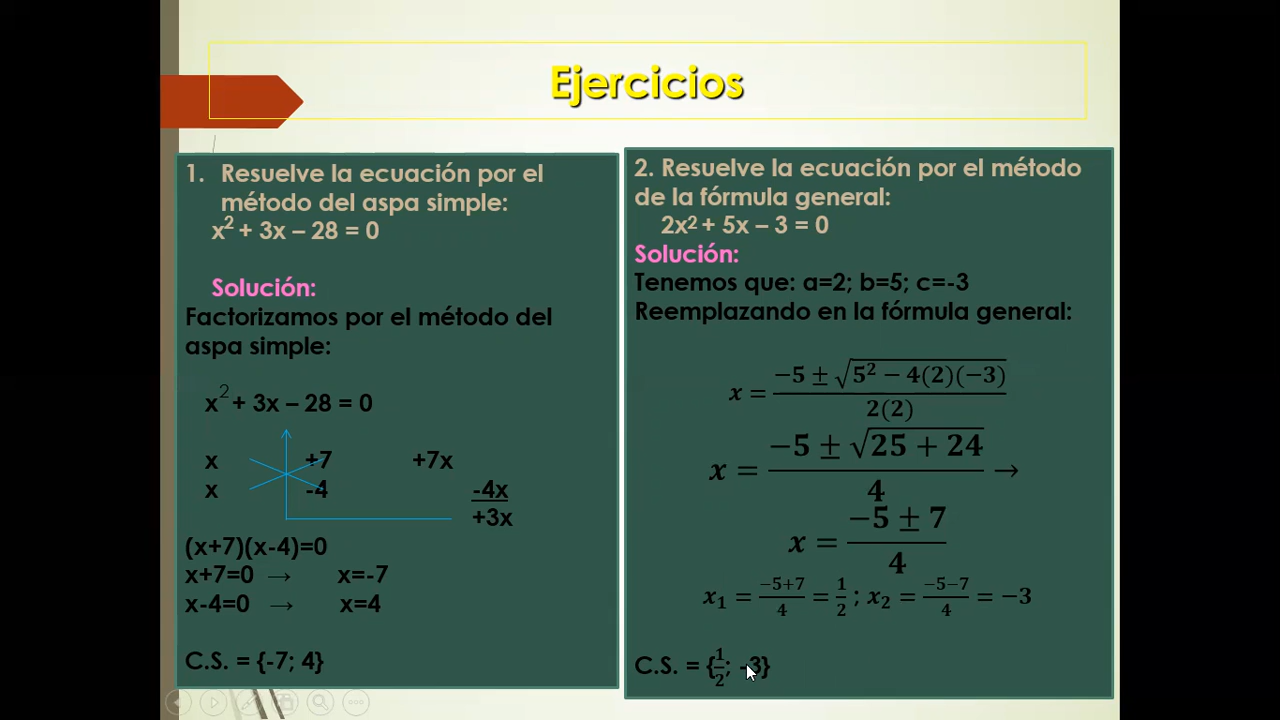 Ejercicios
1. Resuelve la ecuación por el
método del aspa simple:
x² + 3x – 28 = 0
Solución:
Factorizamos por el método del
aspa simple:
x² + 3x – 28 = 0
x +7 +7x
x -4 -4x
+3x
(x+7)(x-4)=0
x+7=0 → x=-7
x-4=0 → x=4
C.S. = {-7; 4}
2. Resuelve la ecuación por el método
de la fórmula general:
2x² + 5x – 3 = 0
Solución:
Tenemos que: a=2; b=5; c=-3
Reemplazando en la fórmula general:
x = (−5 ± √(5² − 4(2)(−3))) / 2(2)
x = (−5 ± √(25 + 24)) / 4 →
x = (−5 ± 7) / 4
x₁ = (−5+7)/4 = 1/2 ; x₂ = (−5−7)/4 = −3
C.S. = {1/2; -3}